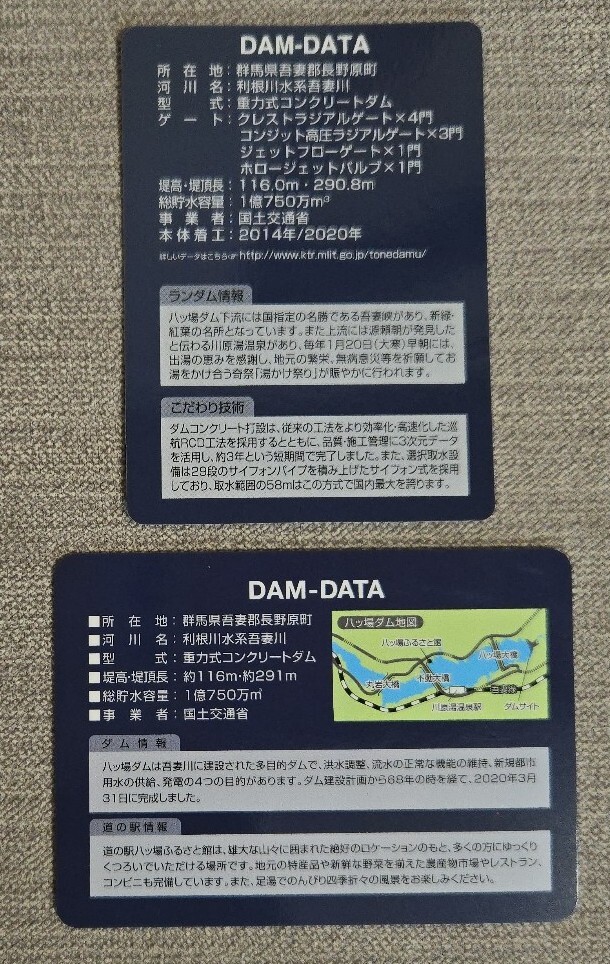 DAM-DATA
所在地：群馬県吾妻郡長野原町
河川名：利根川水系吾妻川
型式：重力式コンクリートダム
ゲート：クレストラジアルゲート×4門
コンジット高圧ラジアルゲート×3門
ジェットフローゲート×1門
ホロージェットバルブ×1門
堤高・堤頂長：116.0m・290.8m
総貯水容量：1億750万m³
事業者：国土交通省
本体着工：2014年/2020年
詳しいデータはこちら☞http://www.ktr.mlit.go.jp/tonedamu/
ランダム情報
八ッ場ダム下流には国指定の名勝である吾妻峡があり、新緑・
紅葉の名所となっています。また上流には源頼朝が発見した
と伝わる川原湯温泉があり、毎年1月20日(大寒)早朝には、
出湯の恵みを感謝し、地元の繁栄、無病息災等を祈願してお
湯をかけ合う奇祭「湯かけ祭り」が賑やかに行われます。
こだわり技術
ダムコンクリート打設は、従来の工法をより効率化・高速化した巡
航RCD工法を採用するとともに、品質・施工管理に3次元データ
を活用し、約3年という短期間で完了しました。また、選択取水設
備は29段のサイフォンパイプを積み上げたサイフォン式を採用
しており、取水範囲の58mはこの方式で国内最大を誇ります。
DAM-DATA
■所在地：群馬県吾妻郡長野原町
■河川名：利根川水系吾妻川
■型式：重力式コンクリートダム
■堤高・堤頂長：約116m・約291m
■総貯水容量：1億750万㎥
■事業者：国土交通省
八ッ場ダム地図
八ッ場ふるさと館
八ッ場大橋
丸岩大橋
不動大橋
吾妻線
川原湯温泉駅
ダムサイト
ダム情報
八ッ場ダムは吾妻川に建設された多目的ダムで、洪水調整、流水の正常な機能の維持、新規都市
用水の供給、発電の4つの目的があります。ダム建設計画から68年の時を経て、2020年3月
31日に完成しました。
道の駅情報
道の駅八ッ場ふるさと館は、雄大な山々に囲まれた絶好のロケーションのもと、多くの方にゆっくり
くつろいでいただける場所です。地元の特産品や新鮮な野菜を揃えた農産物市場やレストラン、
コンビニも完備しています。また、足湯でのんびり四季折々の風景をお楽しみください。